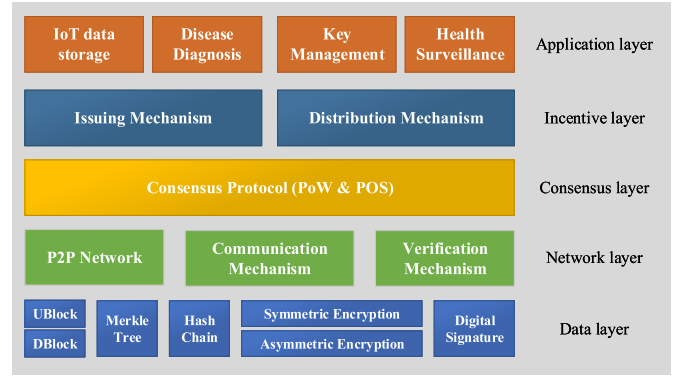 IoT data
storage
Disease
Diagnosis
Key
Management
Health
Surveillance
Application layer
Issuing Mechanism
Distribution Mechanism
Incentive layer
Consensus Protocol (PoW & POS)
Consensus layer
P2P Network
Communication
Mechanism
Verification
Mechanism
Network layer
UBlock
DBlock
Merkle
Tree
Hash
Chain
Symmetric Encryption
Asymmetric Encryption
Digital
Signature
Data layer